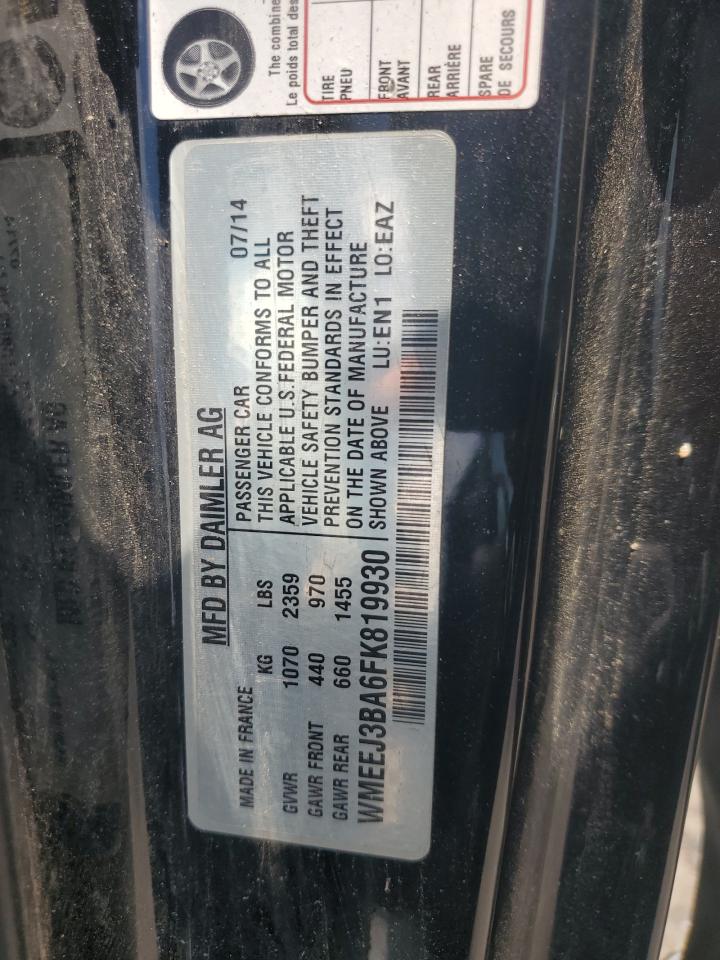 The combine
Le poids total des
TIRE
PNEU
FRONT
AVANT
REAR
ARRIÈRE
SPARE
DE SECOURS
MFD BY DAIMLER AG
MADE IN FRANCE
PASSENGER CAR 07/14
KG LBS
THIS VEHICLE CONFORMS TO ALL
GVWR 1070 2359
APPLICABLE U.S.FEDERAL MOTOR
GAWR FRONT 440 970
VEHICLE SAFETY BUMPER AND THEFT
GAWR REAR 660 1455
PREVENTION STANDARDS IN EFFECT
ON THE DATE OF MANUFACTURE
WMEEJ3BA6FK819930
SHOWN ABOVE LU:EN1 LO:EAZ